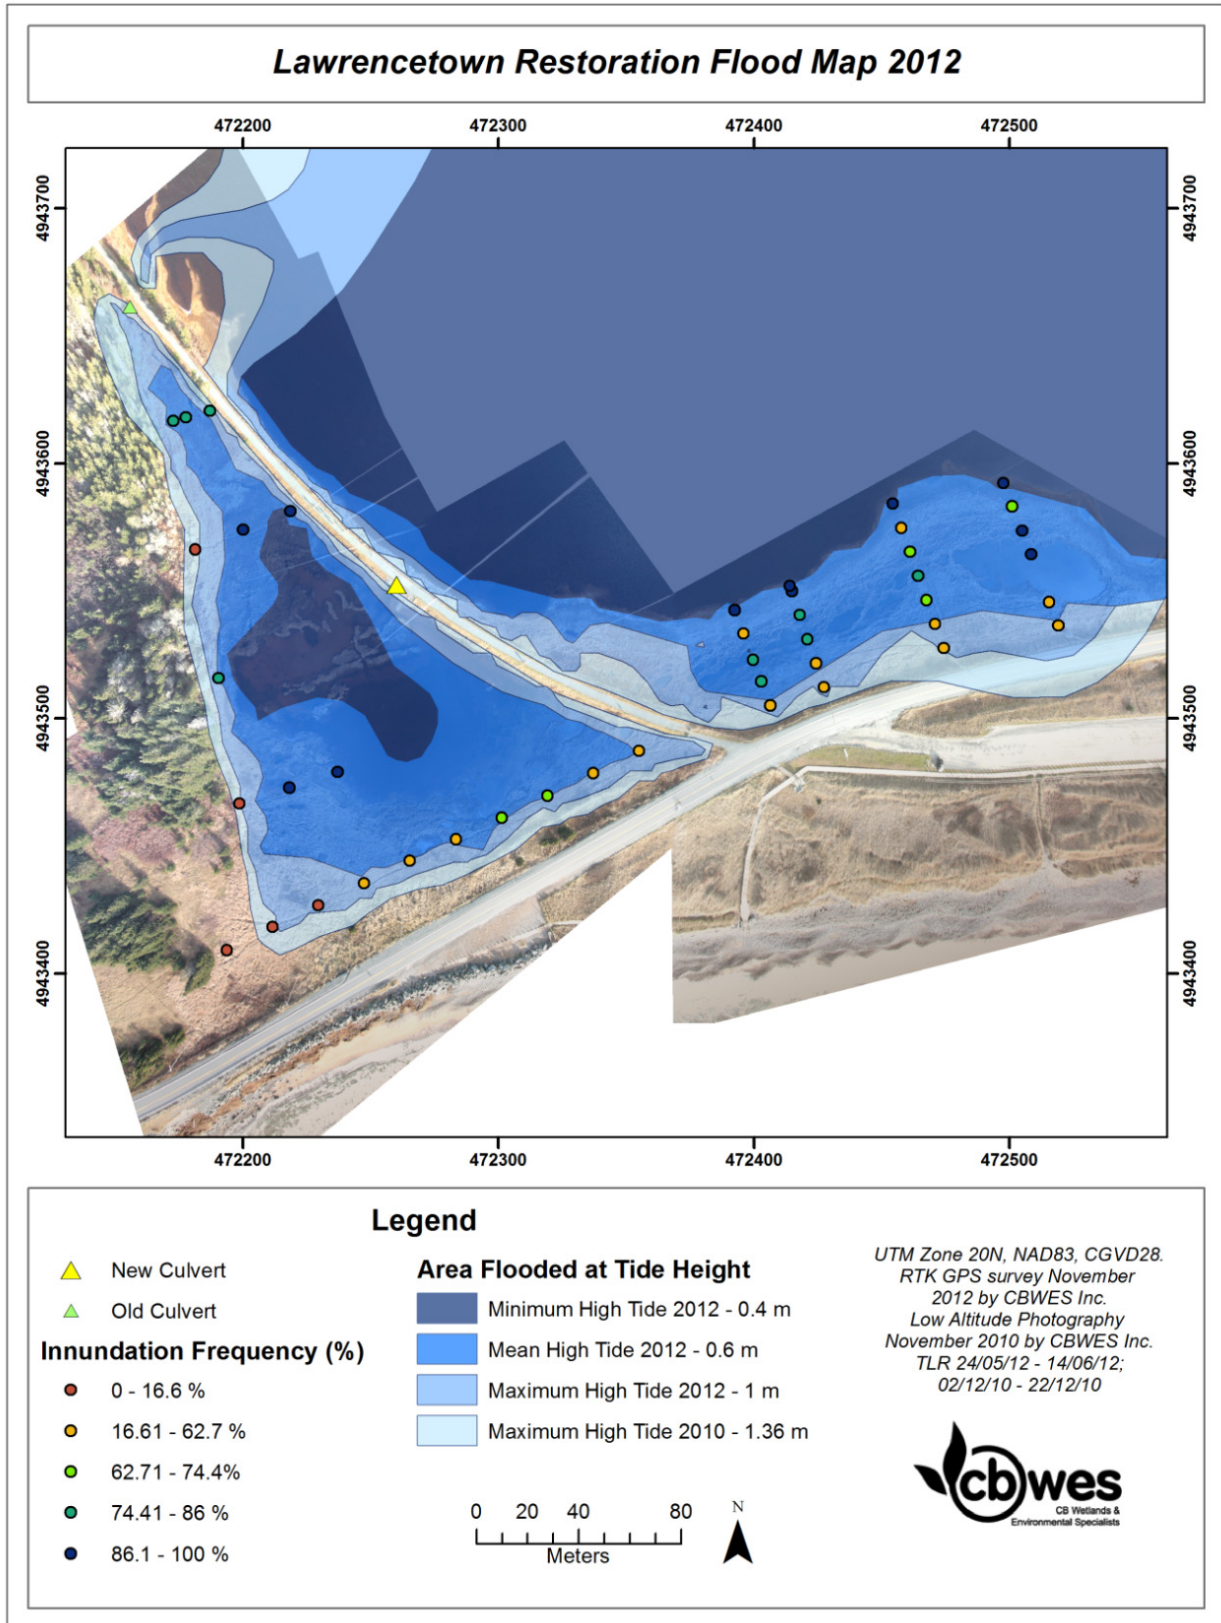 Lawrencetown Restoration Flood Map 2012
472200 472300 472400 472500
4943700 4943700
4943600 4943600
4943500 4943500
4943400 4943400
472200 472300 472400 472500
Legend
New Culvert
Old Culvert
Innundation Frequency (%)
0 - 16.6 %
16.61 - 62.7 %
62.71 - 74.4%
74.41 - 86 %
86.1 - 100 %
Area Flooded at Tide Height
Minimum High Tide 2012 - 0.4 m
Mean High Tide 2012 - 0.6 m
Maximum High Tide 2012 - 1 m
Maximum High Tide 2010 - 1.36 m
0 20 40 80
Meters
N
UTM Zone 20N, NAD83, CGVD28.
RTK GPS survey November
2012 by CBWES Inc.
Low Altitude Photography
November 2010 by CBWES Inc.
TLR 24/05/12 - 14/06/12;
02/12/10 - 22/12/10
cbwes
CB Wetlands &
Environmental Specialists